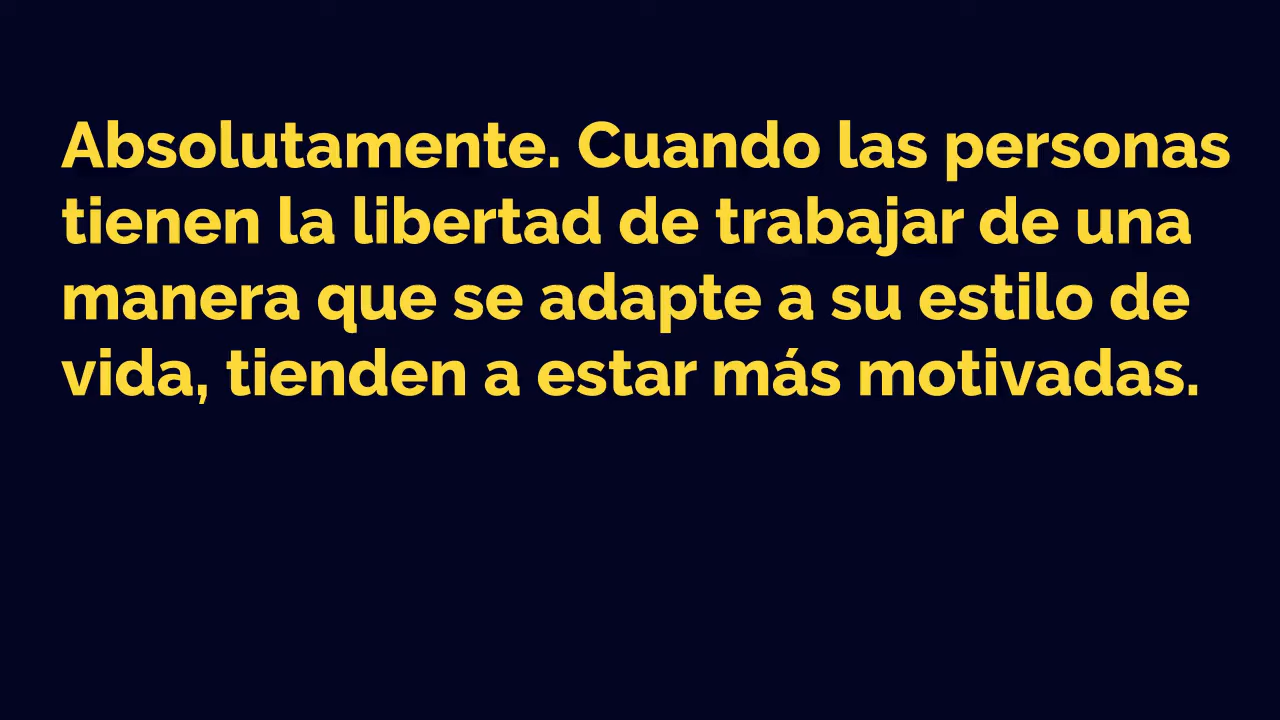 Absolutamente. Cuando las personas
tienen la libertad de trabajar de una
manera que se adapte a su estilo de
vida, tienden a estar más motivadas.